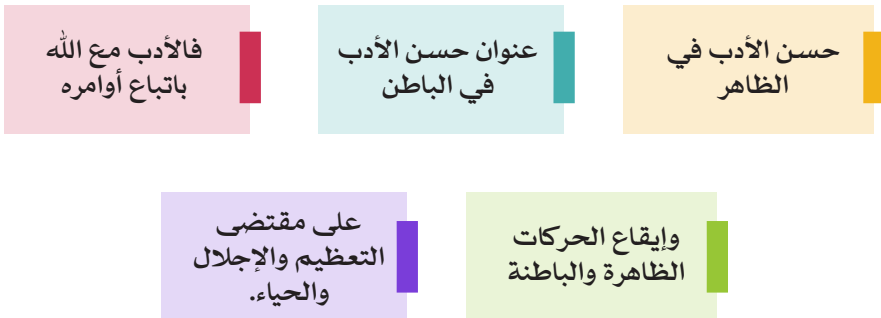 حسن الأدب في
الظاهر
عنوان حسن الأدب
في الباطن
فالأدب مع الله
باتباع أوامره
وإيقاع الحركات
الظاهرة والباطنة
على مقتضى
التعظيم والإجلال
والحياء.